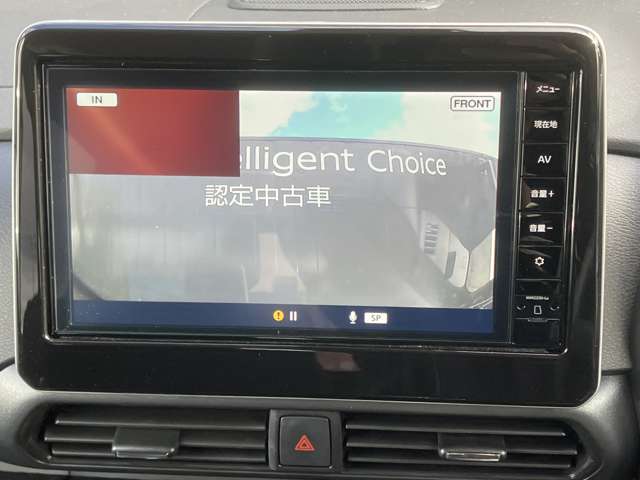 IN
FRONT
elligent Choice
認定中古車
SP
メニュー
現在地
AV
音量+
音量-